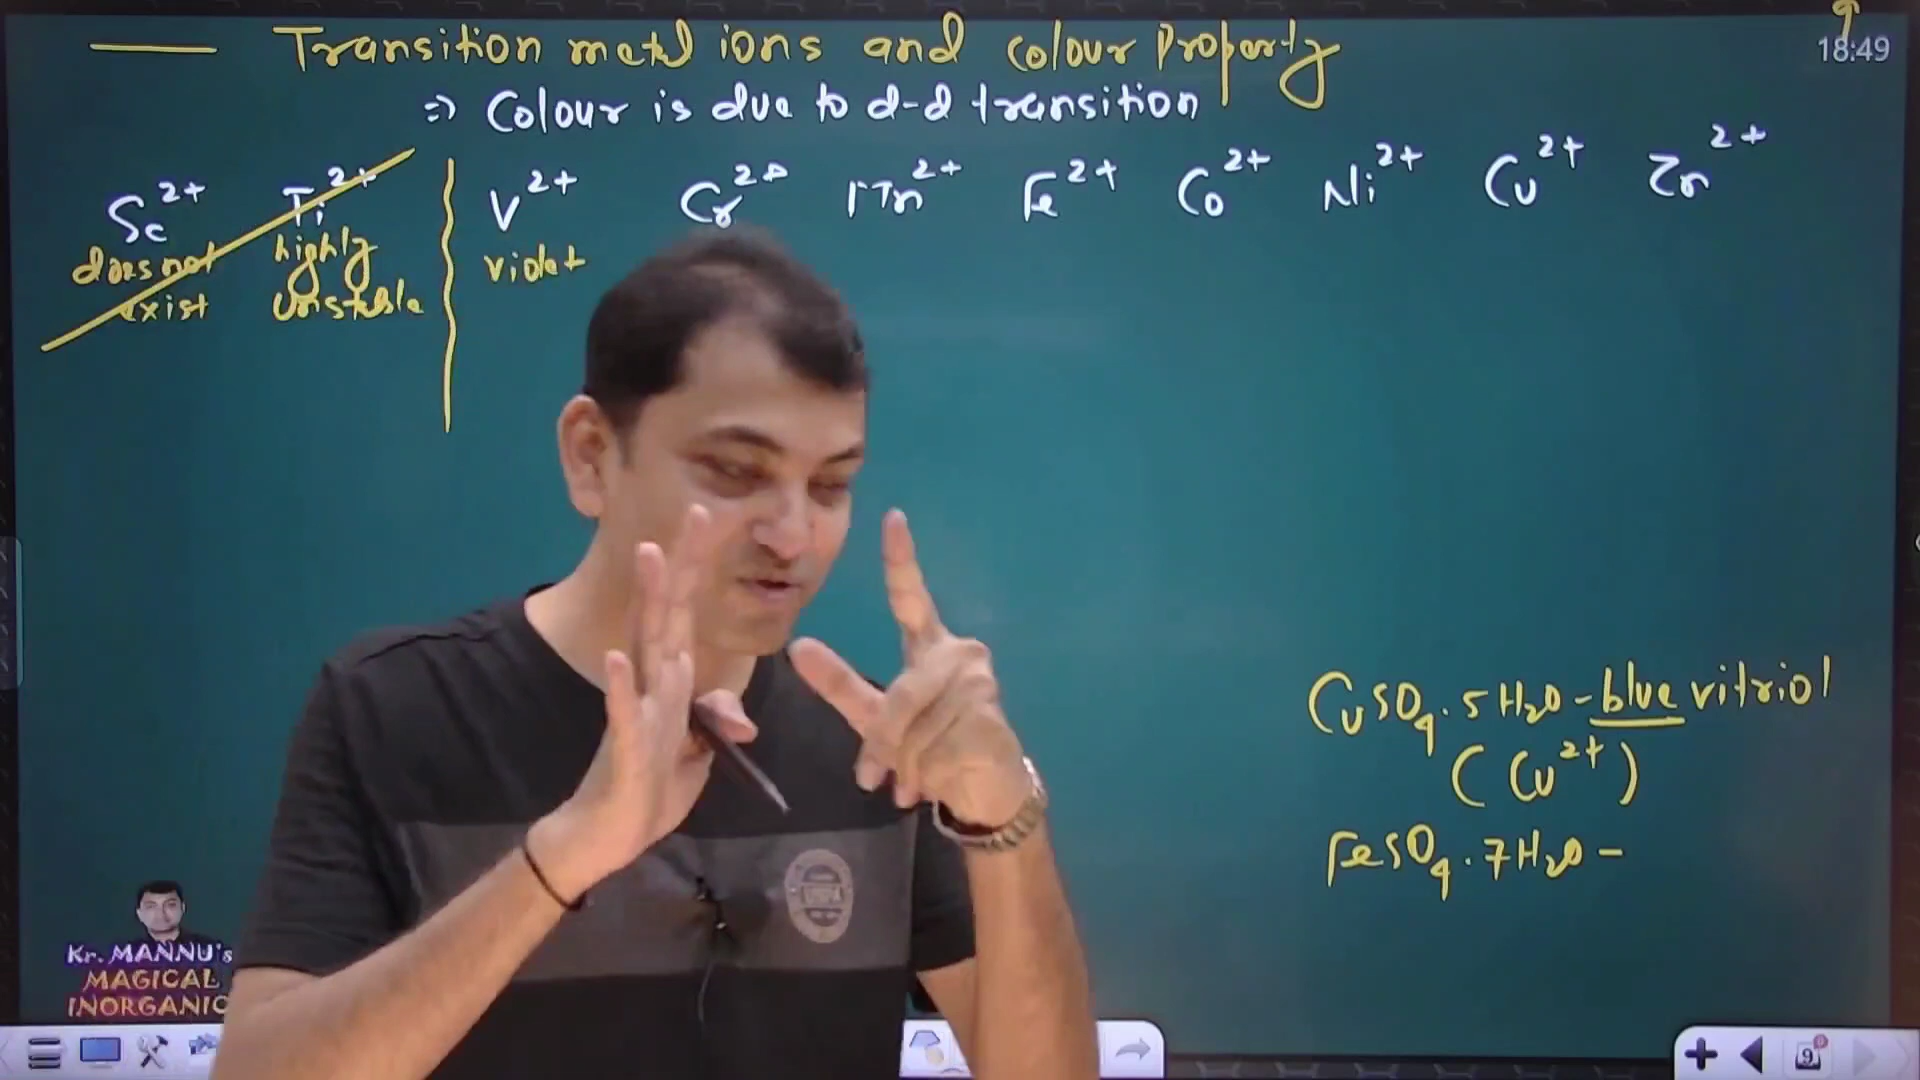 Transition metal ions and colour Property
18:49
⇒ Colour is due to d-d transition
Sc²⁺ Ti²⁺ V²⁺ Cr²⁺ Mn²⁺ Fe²⁺ Co²⁺ Ni²⁺ Cu²⁺ Zn²⁺
does not exist
highly unstable
violet
CuSO₄.5H₂O - blue vitriol
(Cu²⁺)
FeSO₄.7H₂O -
Kr. MANNU's
MAGICAL
INORGANIC
9